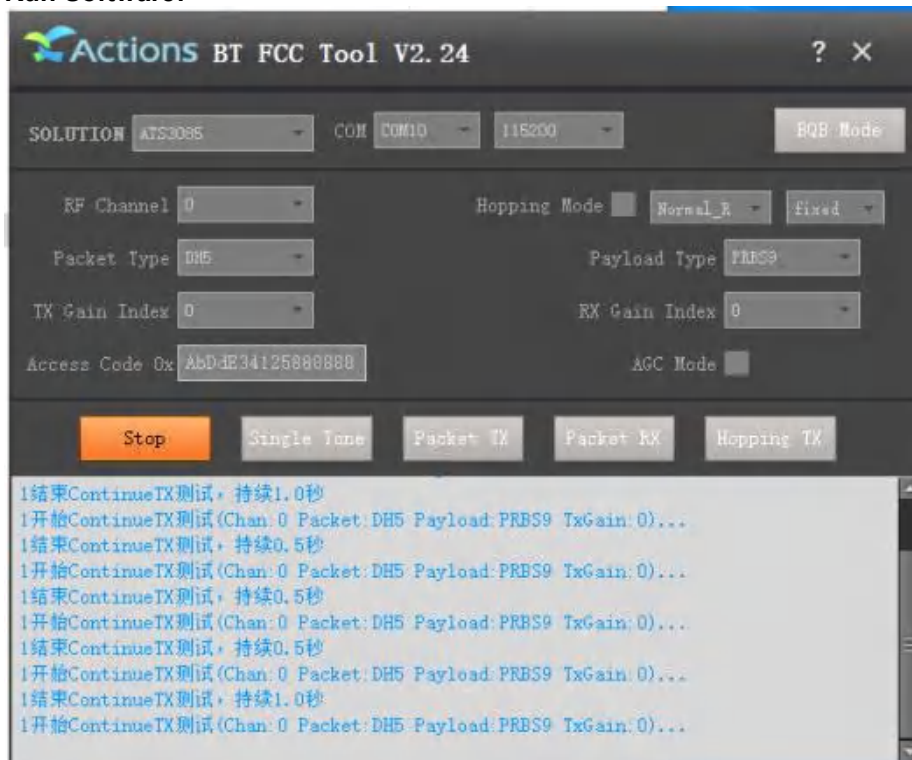 Actions BT FCC Tool V2.24 ? ×
SOLUTION ATS3085 COM COM10 115200 BQB Mode
RF Channel 0 Hopping Mode Normal_R fixed
Packet Type DH5 Payload Type PRBS9
TX Gain Index 0 RX Gain Index 0
Access Code 0x AbDdE34125888888 AGC Mode
Stop Single Tone Packet TX Packet RX Hopping TX
1结束ContinueTX测试，持续1.0秒
1开始ContinueTX测试(Chan:0 Packet:DH5 Payload:PRBS9 TxGain:0)...
1结束ContinueTX测试，持续0.5秒
1开始ContinueTX测试(Chan:0 Packet:DH5 Payload:PRBS9 TxGain:0)...
1结束ContinueTX测试，持续0.5秒
1开始ContinueTX测试(Chan:0 Packet:DH5 Payload:PRBS9 TxGain:0)...
1结束ContinueTX测试，持续0.5秒
1开始ContinueTX测试(Chan:0 Packet:DH5 Payload:PRBS9 TxGain:0)...
1结束ContinueTX测试，持续1.0秒
1开始ContinueTX测试(Chan:0 Packet:DH5 Payload:PRBS9 TxGain:0)...